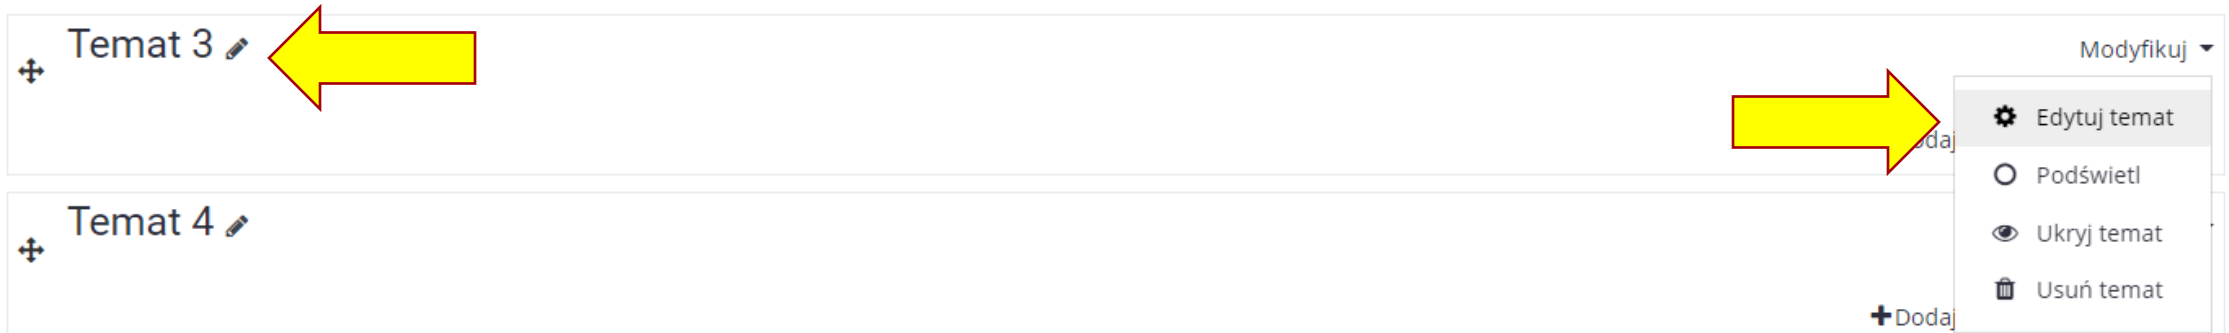 Temat 3
Modyfikuj
Edytuj temat
Podświetl
Temat 4
Ukryj temat
Usuń temat
Dodaj